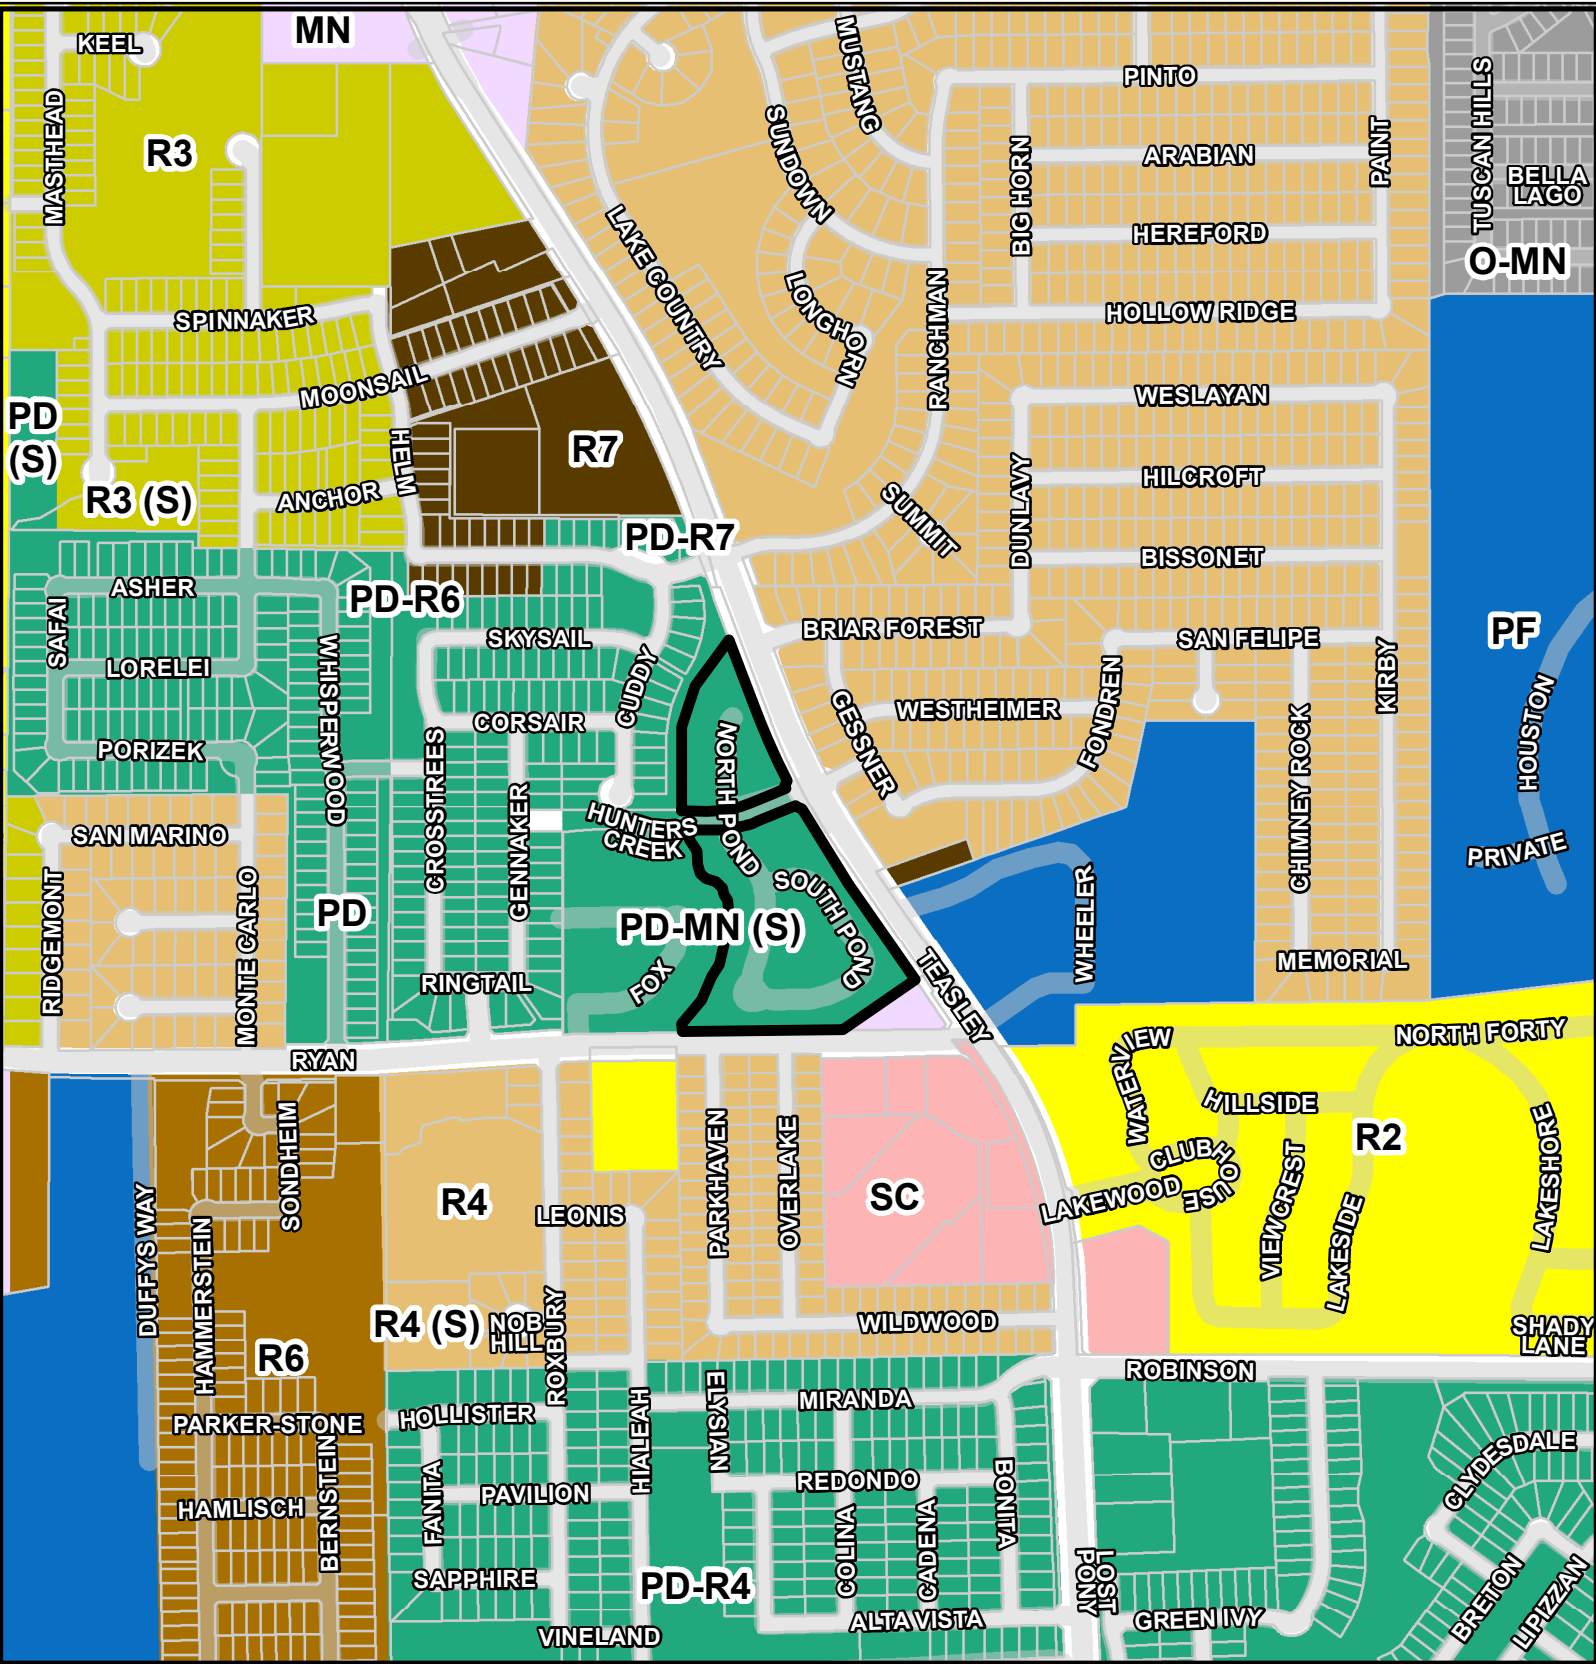 MN
KEEL
MUSTANG
PINTO
TUSCAN HILLS
MASTHEAD
R3
SUNDOWN
ARABIAN
PAINT
BELLA
LAGO
BIG HORN
HEREFORD
O-MN
LAKE COUNTRY
LONGHORN
RANCHMAN
HOLLOW RIDGE
SPINNAKER
MOONSAIL
WESLAYAN
PD
(S)
HELM
R7
HILCROFT
R3 (S)
ANCHOR
SUMMIT
DUNLAVY
PD-R7
BISSONET
ASHER
PD-R6
SAFAI
SKYSAIL
BRIAR FOREST
SAN FELIPE
PF
LORELEI
WHISPERWOOD
CUDDY
FONDREN
KIRBY
CORSAIR
GESSNER
WESTHEIMER
HOUSTON
PORIZEK
CROSSTREES
NORTH POND
CHIMNEY ROCK
SAN MARINO
GENNAKER
HUNTERS
CREEK
PRIVATE
RIDGEMONT
MONTE CARLO
PD
SOUTH POND
PD-MN (S)
WHEELER
RINGTAIL
FOX
TEASLEY
MEMORIAL
RYAN
WATERVIEW
NORTH FORTY
SONDHEIM
HILLSIDE
PARKHAVEN
OVERLAKE
R2
LAKESHORE
CLUBHOUSE
DUFFYS WAY
HAMMERSTEIN
R4
LEONIS
SC
LAKEWOOD
VIEWCREST
LAKESIDE
R4 (S)
NOB
HILL
ROXBURY
WILDWOOD
SHADY
LANE
R6
ROBINSON
PARKER-STONE
HOLLISTER
HIALEAH
ELYSIAN
MIRANDA
CLYDESDALE
BERNSTEIN
HAMLISCH
FANITA
PAVILION
REDONDO
BONITA
SAPPHIRE
PD-R4
COLINA
CADENA
LOST
PONY
VINELAND
ALTA VISTA
GREEN IVY
BRETON
LIPIZZAN